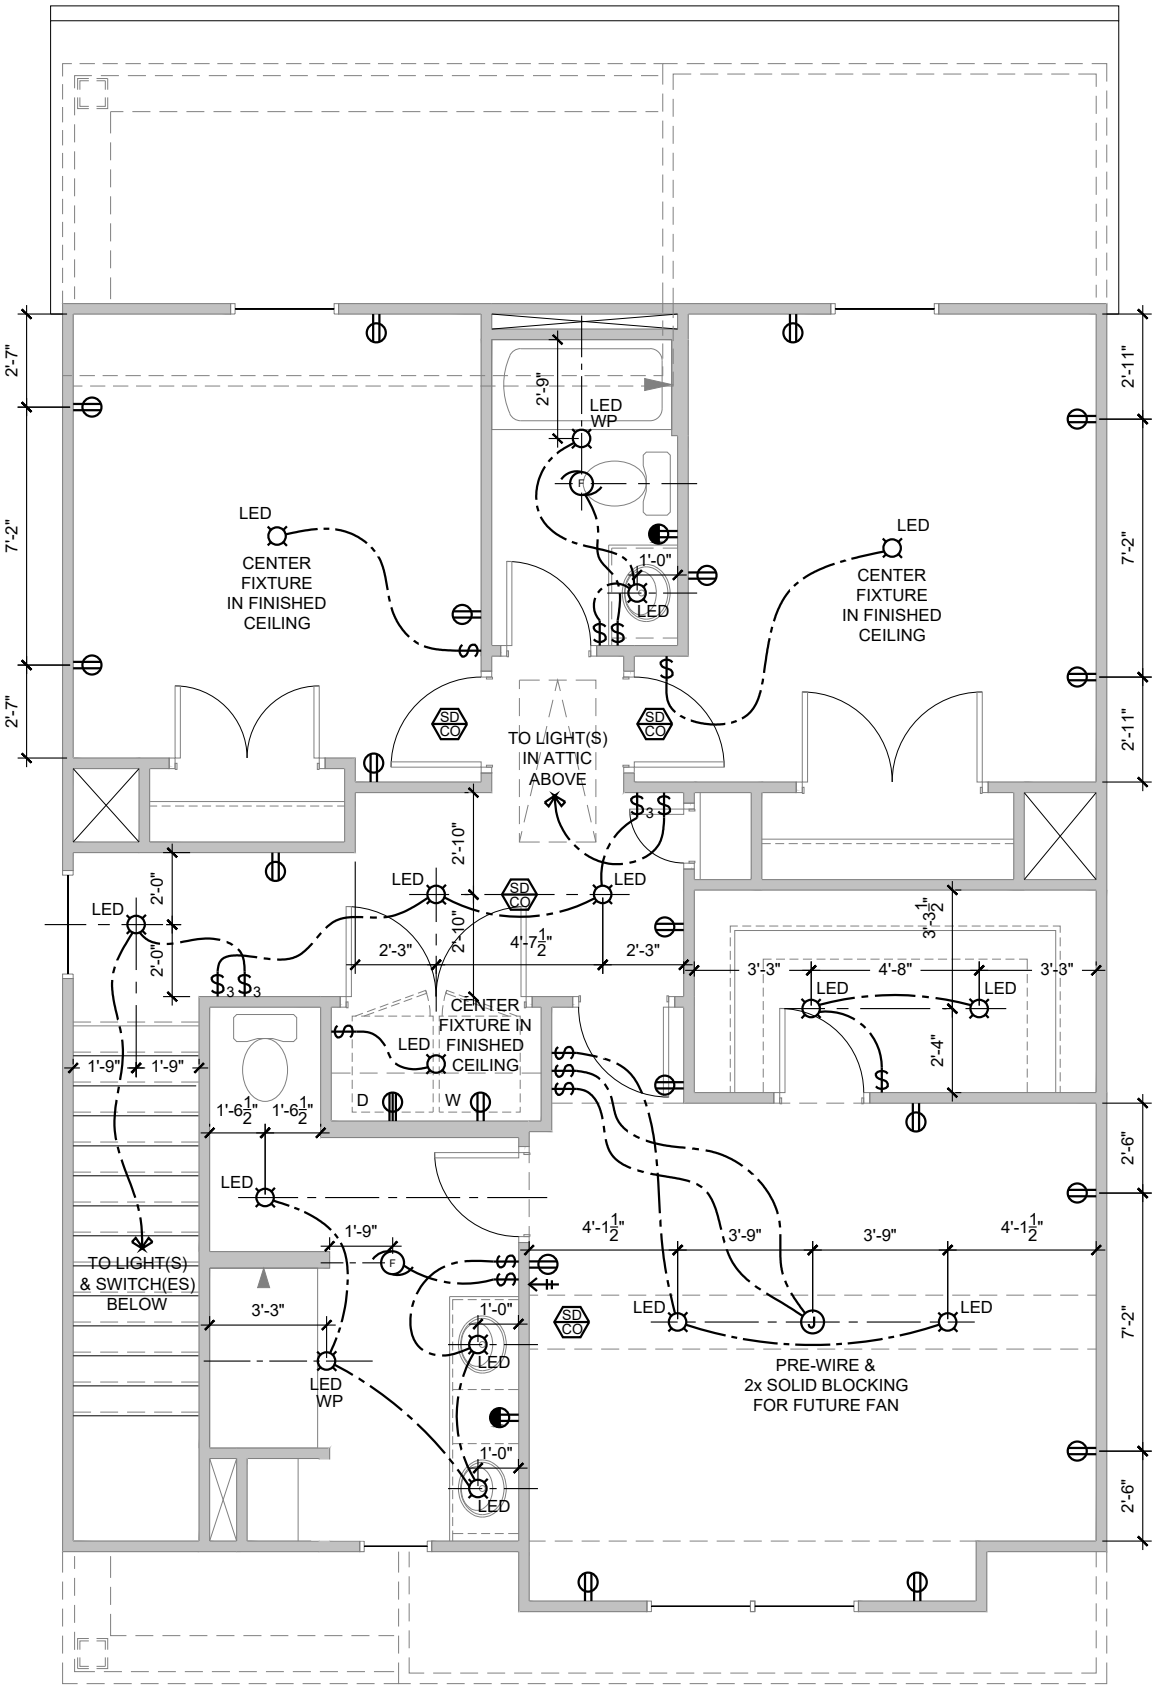 2'-7"
7'-2"
2'-7"
2'-11"
7'-2"
2'-11"
2'-9"
LED
WP
F
1'-0"
LED
LED
CENTER
FIXTURE
IN FINISHED
CEILING
LED
CENTER
FIXTURE
IN FINISHED
CEILING
$
$
$
$
SD
CO
SD
CO
TO LIGHT(S)
IN ATTIC
ABOVE
$3
$
2'-10"
2'-10"
LED
SD
CO
LED
2'-0"
2'-0"
LED
2'-3"
4'-7 1/2"
2'-3"
$3
$3
3'-3 1/2"
3'-3"
4'-8"
3'-3"
LED
LED
2'-4"
$
CENTER
FIXTURE IN
FINISHED
CEILING
LED
$
D
W
$
$
$
1'-9"
1'-9"
1'-6 1/2"
1'-6 1/2"
LED
1'-9"
F
TO LIGHT(S)
& SWITCH(ES)
BELOW
3'-3"
LED
WP
$
$
1'-0"
LED
1'-0"
LED
SD
CO
4'-1 1/2"
3'-9"
3'-9"
4'-1 1/2"
LED
J
LED
PRE-WIRE &
2x SOLID BLOCKING
FOR FUTURE FAN
2'-6"
7'-2"
2'-6"